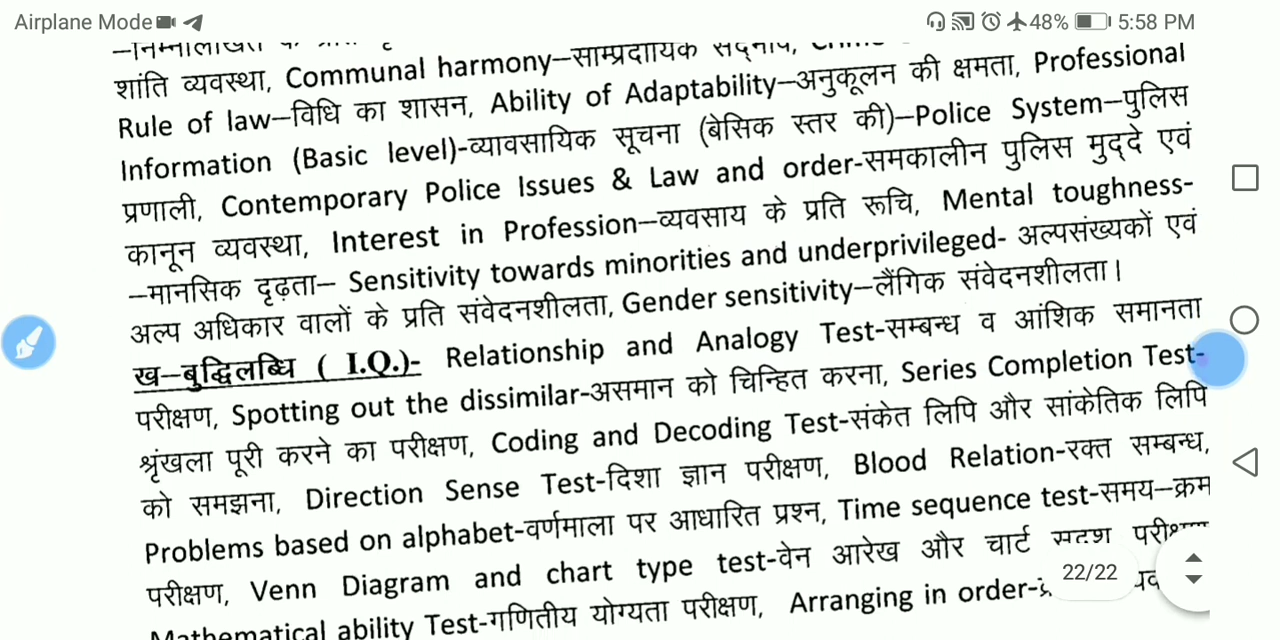 Airplane Mode 48% 5:58 PM
शांति व्यवस्था, Communal harmony–साम्प्रदायिक सद्भाव,
Rule of law–विधि का शासन, Ability of Adaptability–अनुकूलन की क्षमता, Professional
Information (Basic level)-व्यावसायिक सूचना (बेसिक स्तर की)–Police System–पुलिस
प्रणाली, Contemporary Police Issues & Law and order-समकालीन पुलिस मुद्दे एवं
कानून व्यवस्था, Interest in Profession–व्यवसाय के प्रति रूचि, Mental toughness-
–मानसिक दृढ़ता– Sensitivity towards minorities and underprivileged- अल्पसंख्यकों एवं
अल्प अधिकार वालों के प्रति संवेदनशीलता, Gender sensitivity–लैंगिक संवेदनशीलता।
ख–बुद्धिलब्धि ( I.Q.)- Relationship and Analogy Test-सम्बन्ध व आंशिक समानता
परीक्षण, Spotting out the dissimilar-असमान को चिन्हित करना, Series Completion Test-
श्रृंखला पूरी करने का परीक्षण, Coding and Decoding Test-संकेत लिपि और सांकेतिक लिपि
को समझना, Direction Sense Test-दिशा ज्ञान परीक्षण, Blood Relation-रक्त सम्बन्ध,
Problems based on alphabet-वर्णमाला पर आधारित प्रश्न, Time sequence test-समय–क्रम
परीक्षण, Venn Diagram and chart type test-वेन आरेख और चार्ट सदृश परीक्षण
Mathematical ability Test-गणितीय योग्यता परीक्षण, Arranging in order-
22/22